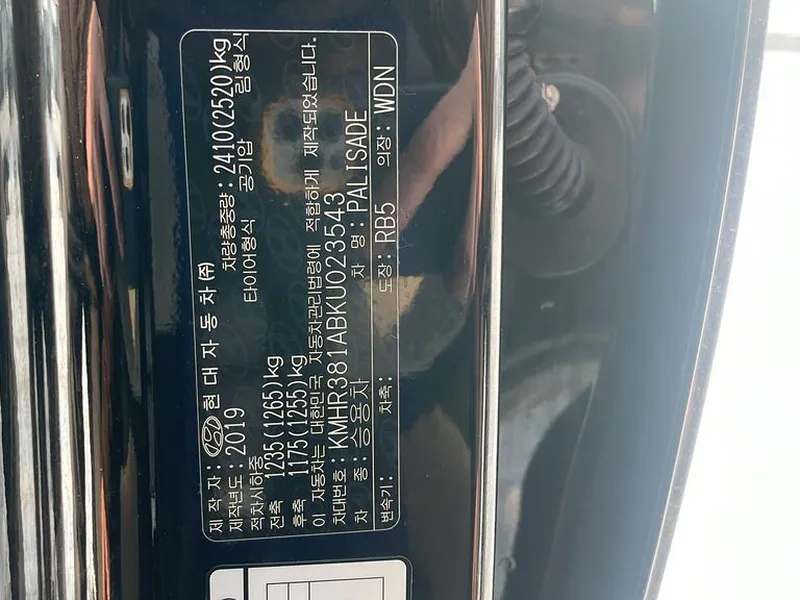 제 작 자 : 현 대 자 동 차 ㈜
제작년도 : 2019 차량총중량 : 2410(2520)kg
적차시하중 타이어형식 공기압 림형식
전축 1235(1265)kg
후축 1175(1255)kg
이 자동차는 대한민국 자동차관리법령에 적합하게 제작되었습니다.
차대번호 : KMHR381ABKU023543
차 종 : 승용차 차 명 : PALISADE
변속기 : 차축 : 도장 : RB5 의장 : WDN